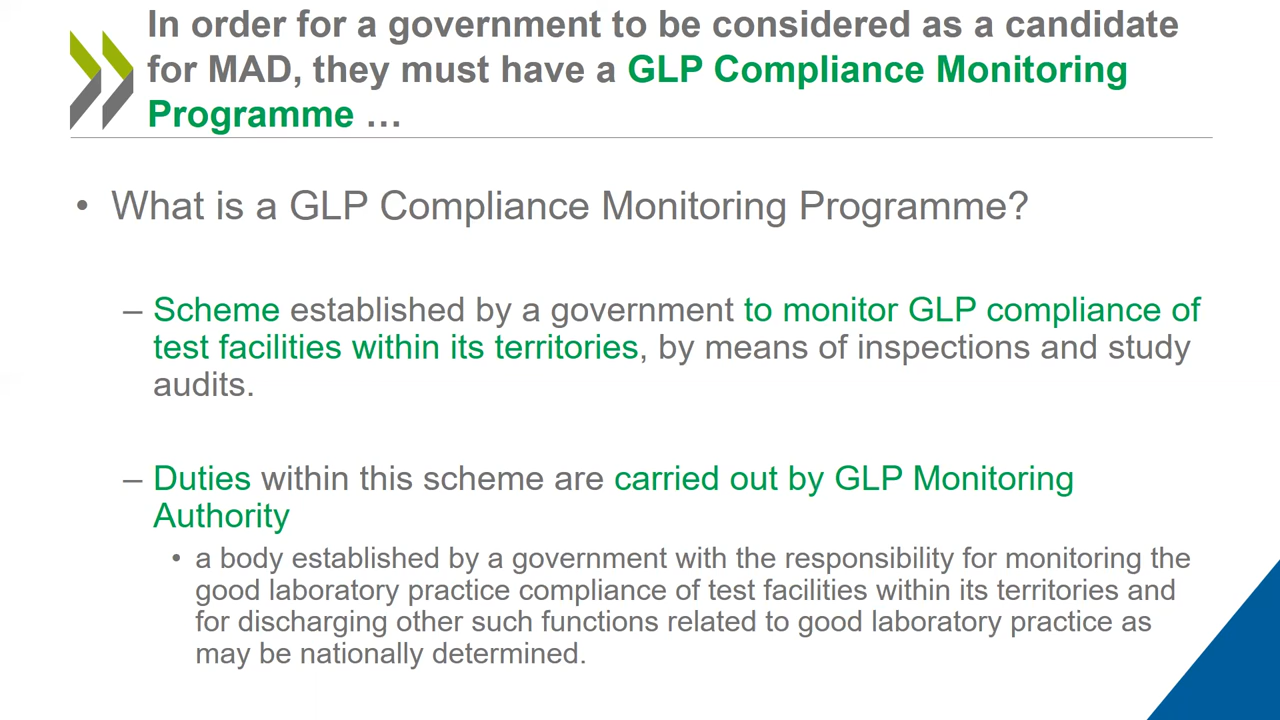 In order for a government to be considered as a candidate
for MAD, they must have a GLP Compliance Monitoring
Programme …
• What is a GLP Compliance Monitoring Programme?
– Scheme established by a government to monitor GLP compliance of
test facilities within its territories, by means of inspections and study
audits.
– Duties within this scheme are carried out by GLP Monitoring
Authority
• a body established by a government with the responsibility for monitoring the
good laboratory practice compliance of test facilities within its territories and
for discharging other such functions related to good laboratory practice as
may be nationally determined.